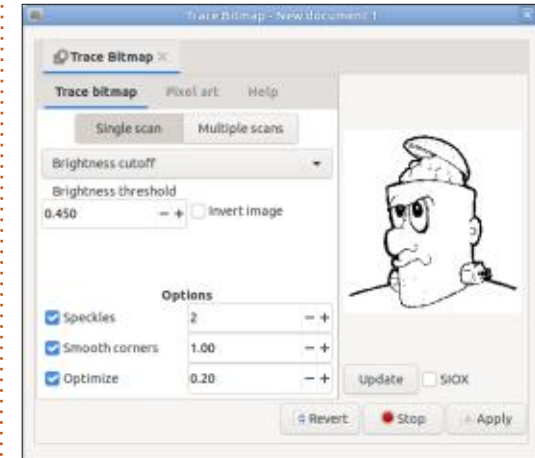 Trace Bitmap - New document 1
Trace Bitmap
Trace bitmap Pixel art Help
Single scan Multiple scans
Brightness cutoff
Brightness threshold
0.450 - + Invert image
Options
Speckles 2 - +
Smooth corners 1.00 - +
Optimize 0.20 - +
Update SIOX
Revert Stop Apply